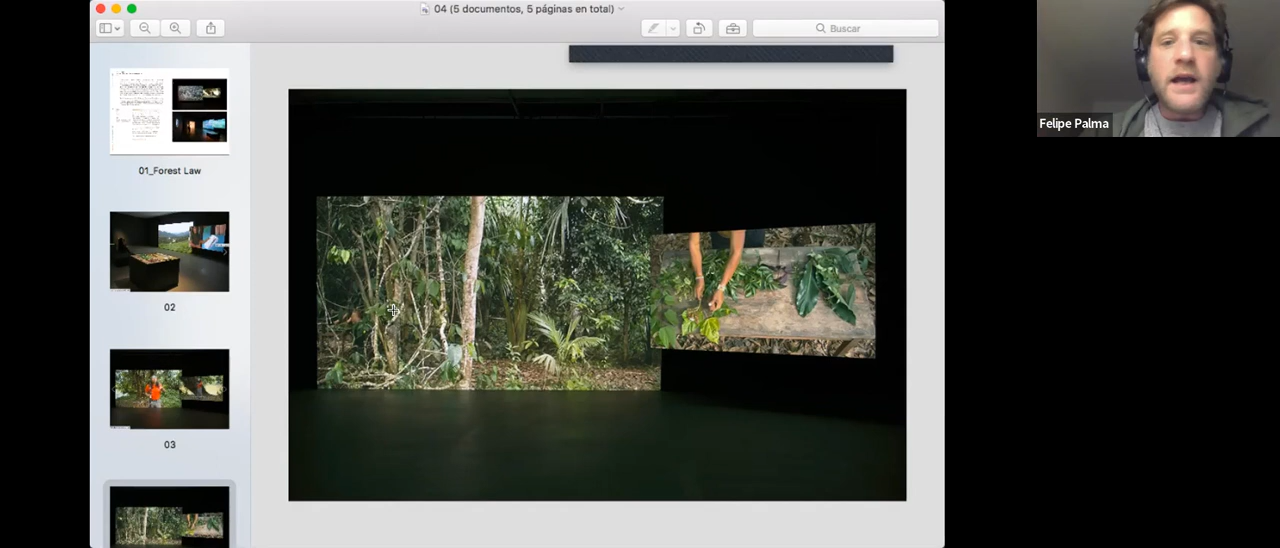 04 (5 documentos, 5 páginas en total)
Buscar
Felipe Palma
01_Forest Law
02
03